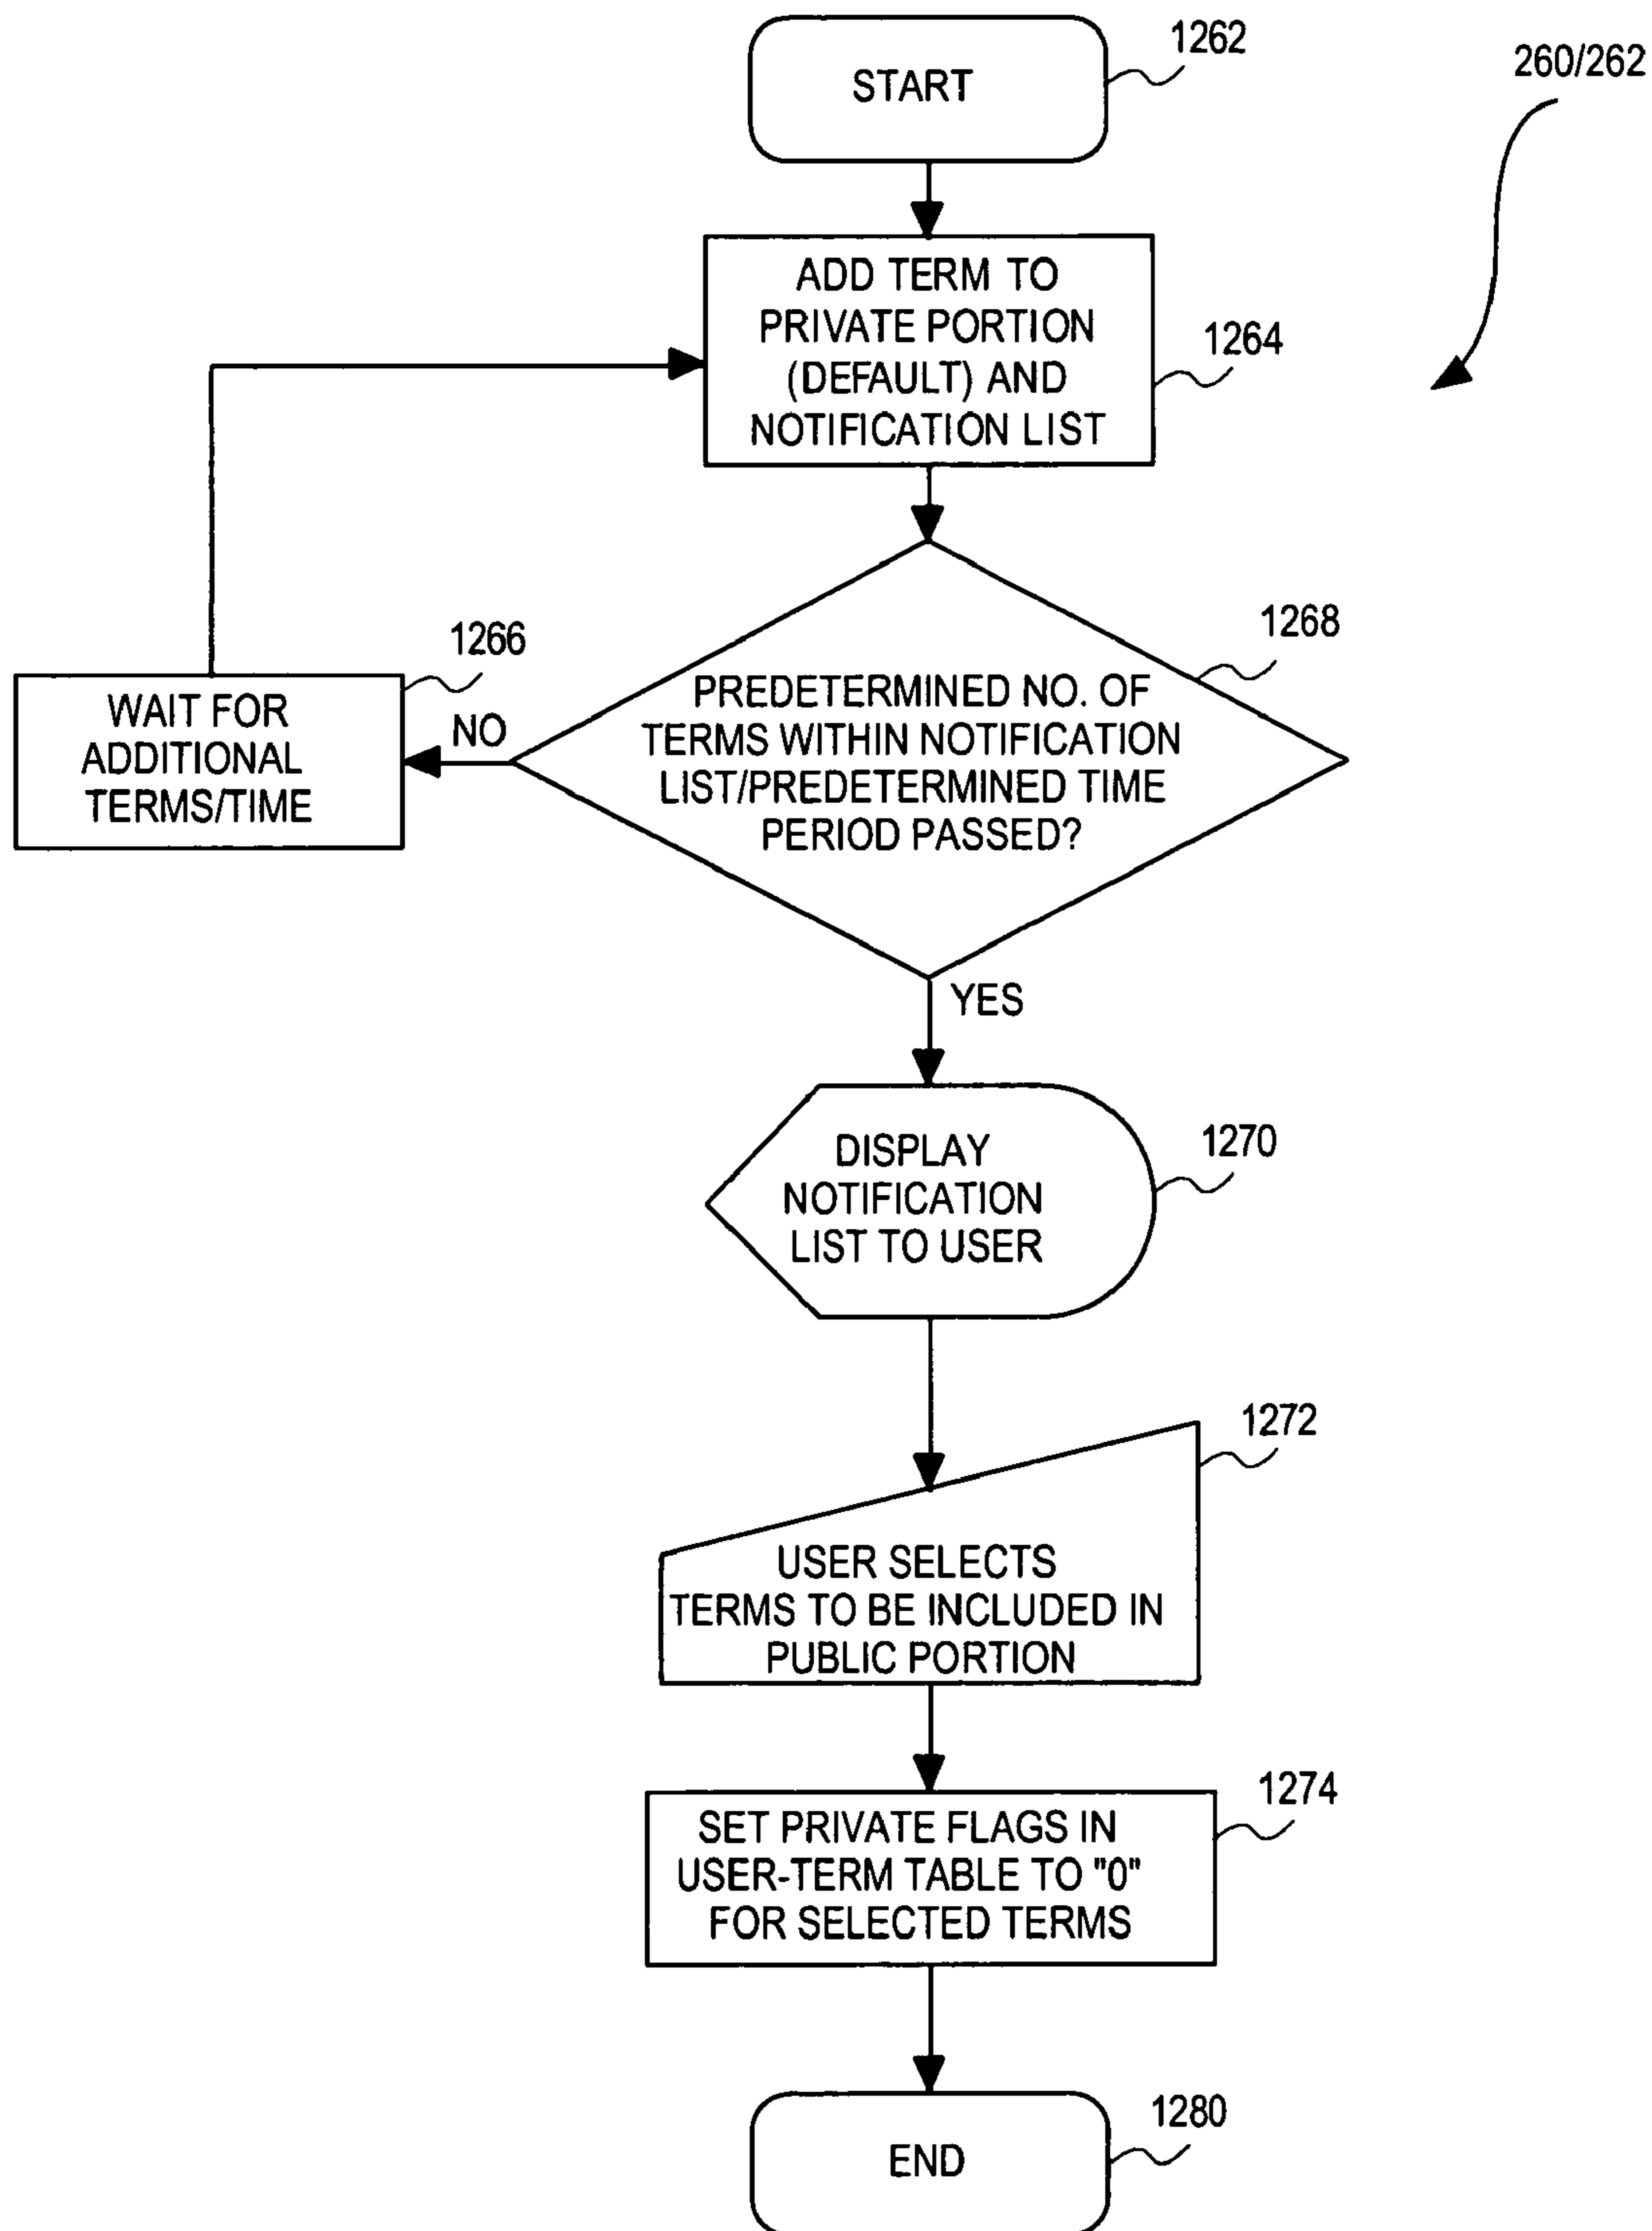 1262
260/262
START
ADD TERM TO
PRIVATE PORTION
(DEFAULT) AND
NOTIFICATION LIST
1264
1266
1268
WAIT FOR
ADDITIONAL
TERMS/TIME
NO
PREDETERMINED NO. OF
TERMS WITHIN NOTIFICATION
LIST/PREDETERMINED TIME
PERIOD PASSED?
YES
DISPLAY
NOTIFICATION
LIST TO USER
1270
1272
USER SELECTS
TERMS TO BE INCLUDED IN
PUBLIC PORTION
1274
SET PRIVATE FLAGS IN
USER-TERM TABLE TO "0"
FOR SELECTED TERMS
1280
END